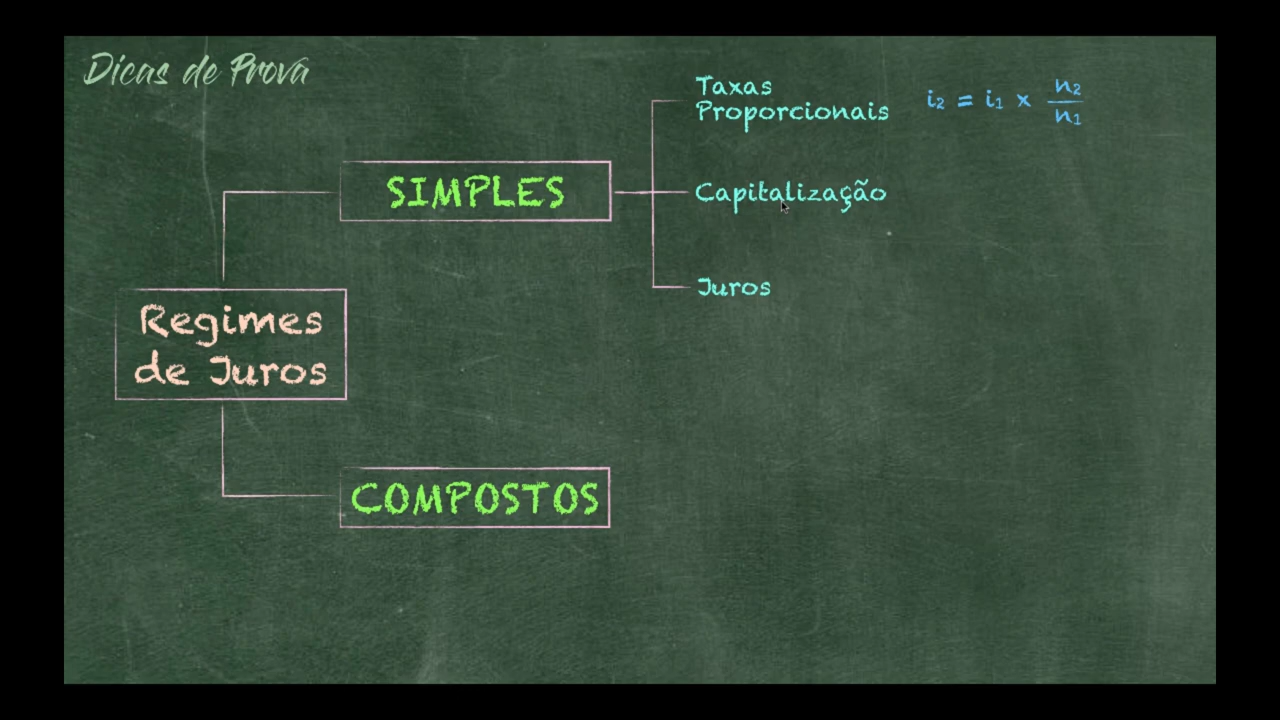 Dicas de Prova
Taxas
Proporcionais
i₂ = i₁ x n₂/n₁
SIMPLES
Capitalização
Juros
Regimes
de Juros
COMPOSTOS